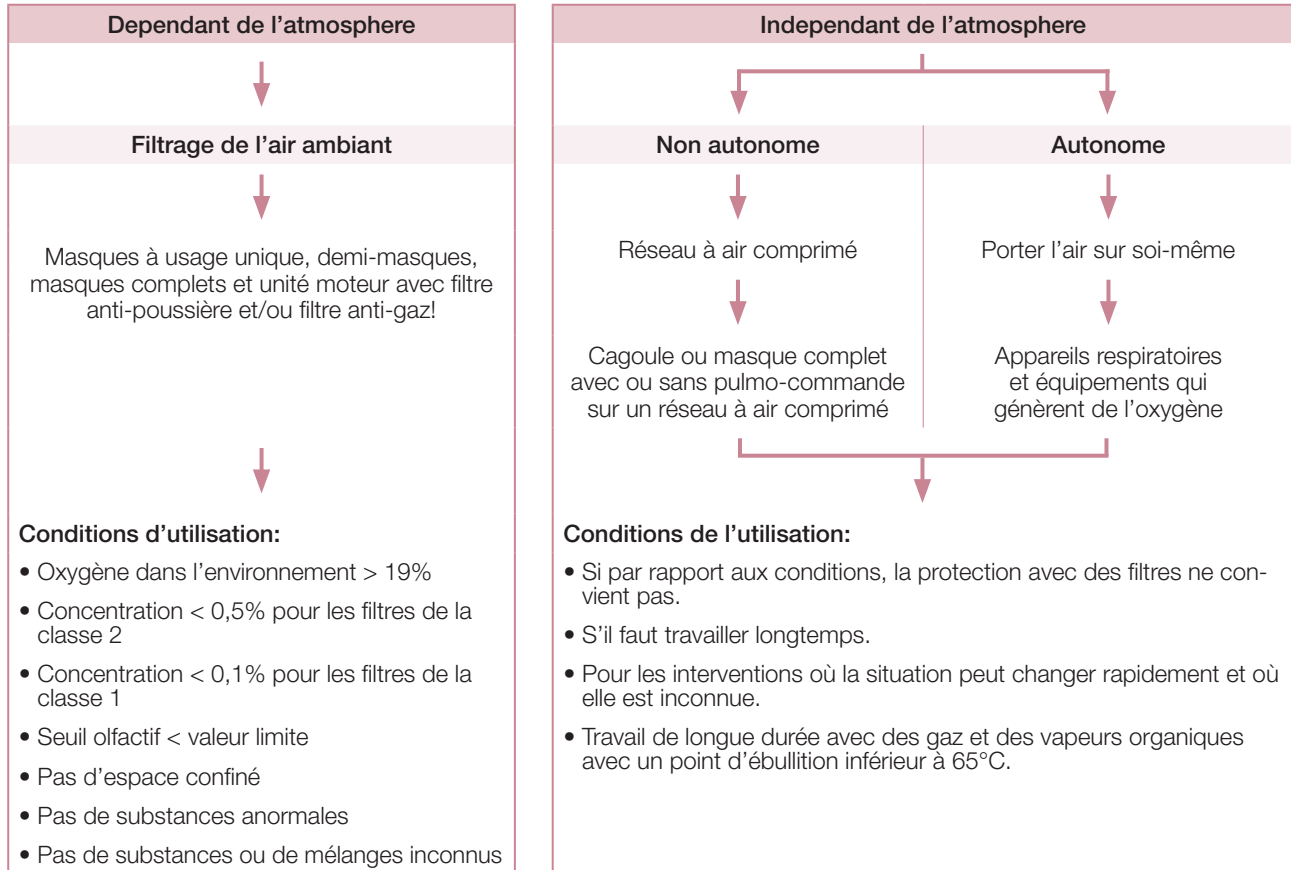 Dependant de l’atmosphere
Filtrage de l’air ambiant
Masques à usage unique, demi-masques,
masques complets et unité moteur avec filtre
anti-poussière et/ou filtre anti-gaz!
Conditions d’utilisation:
• Oxygène dans l’environnement > 19%
• Concentration < 0,5% pour les filtres de la
classe 2
• Concentration < 0,1% pour les filtres de la
classe 1
• Seuil olfactif < valeur limite
• Pas d’espace confiné
• Pas de substances anormales
• Pas de substances ou de mélanges inconnus
Independant de l’atmosphere
Non autonome
Réseau à air comprimé
Cagoule ou masque complet
avec ou sans pulmo-commande
sur un réseau à air comprimé
Autonome
Porter l’air sur soi-même
Appareils respiratoires
et équipements qui
génèrent de l’oxygène
Conditions de l’utilisation:
• Si par rapport aux conditions, la protection avec des filtres ne con-
vient pas.
• S’il faut travailler longtemps.
• Pour les interventions où la situation peut changer rapidement et où
elle est inconnue.
• Travail de longue durée avec des gaz et des vapeurs organiques
avec un point d’ébullition inférieur à 65°C.